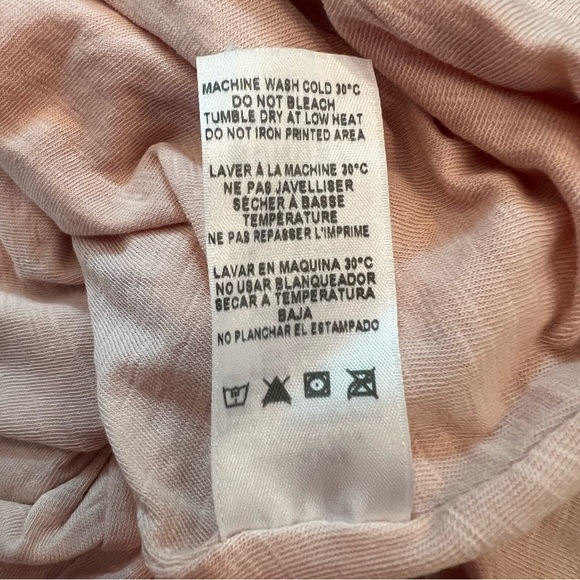 MACHINE WASH COLD 30°C
DO NOT BLEACH
TUMBLE DRY AT LOW HEAT
DO NOT IRON PRINTED AREA
LAVER À LA MACHINE 30°C
NE PAS JAVELLISER
SÉCHER À BASSE
TEMPÉRATURE
NE PAS REPASSER L'IMPRIME
LAVAR EN MAQUINA 30°C
NO USAR BLANQUEADOR
SECAR A TEMPERATURA
BAJA
NO PLANCHAR EL ESTAMPADO